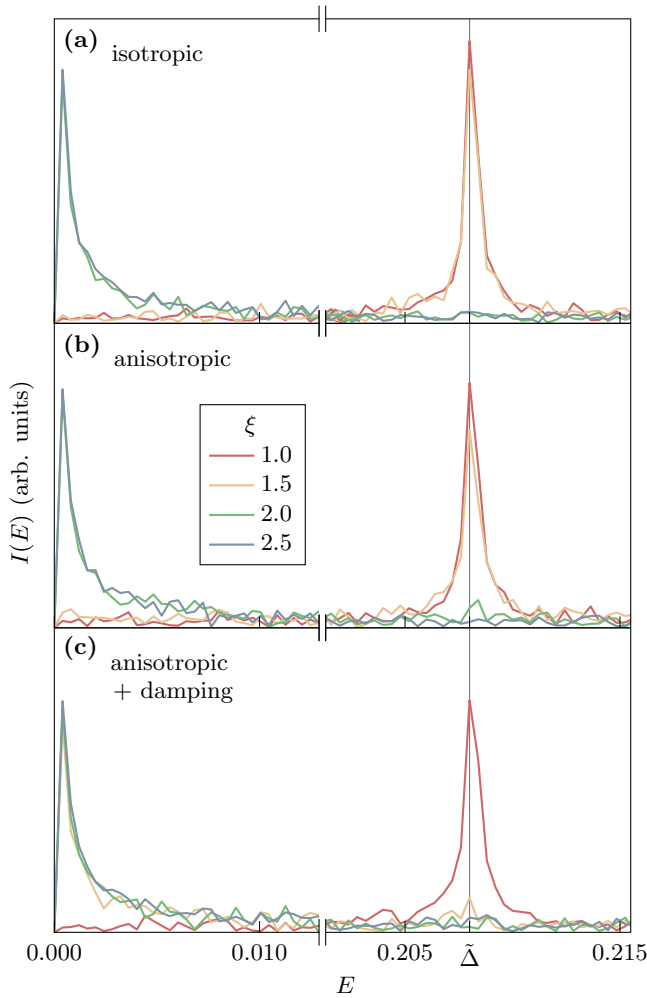 (a)
isotropic
(b)
anisotropic
ξ
1.0
1.5
2.0
2.5
(c)
anisotropic
+ damping
I(E) (arb. units)
0.000 0.010 0.205 Δ̃ 0.215
E